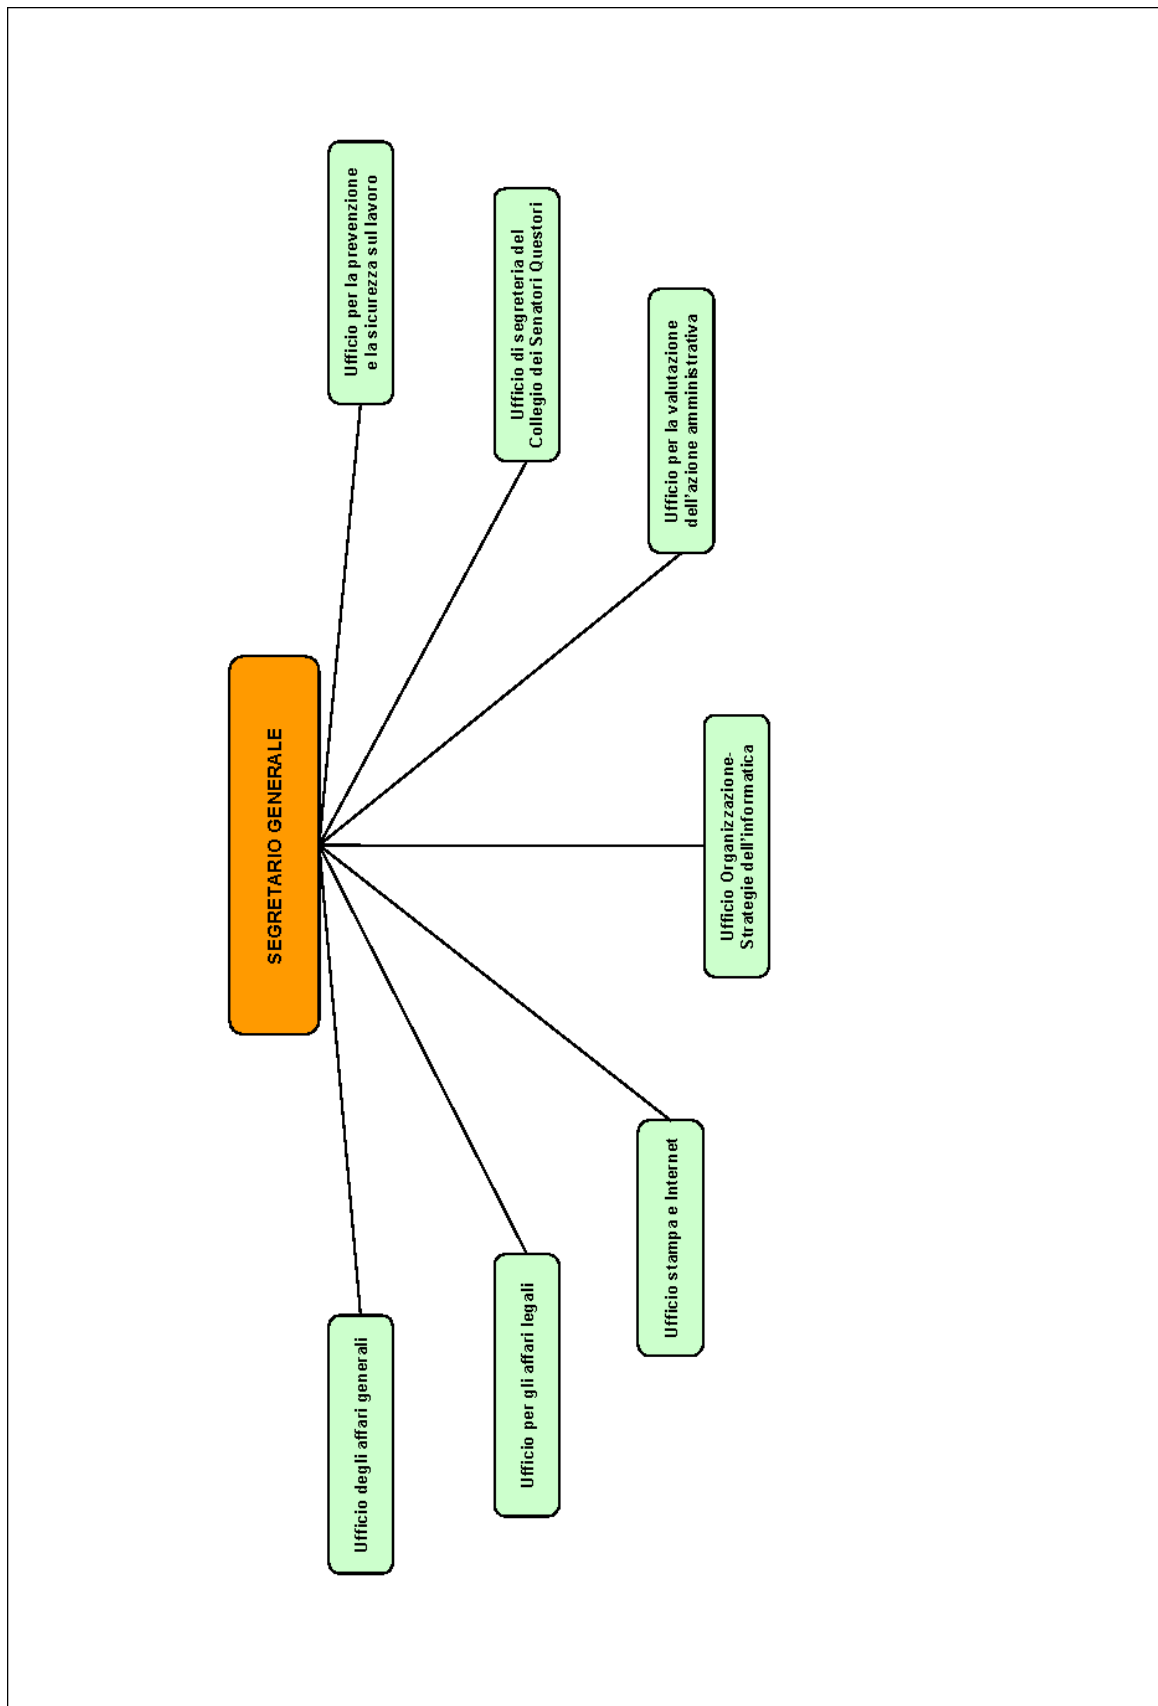 SEGRETARIO GENERALE
Ufficio degli affari generali
Ufficio per la prevenzione
e la sicurezza sul lavoro
Ufficio per gli affari legali
Ufficio di segreteria del
Collegio dei Senatori Questori
Ufficio stampa e Internet
Ufficio per la valutazione
dell'azione amministrativa
Ufficio Organizzazione-
Strategie dell'informatica